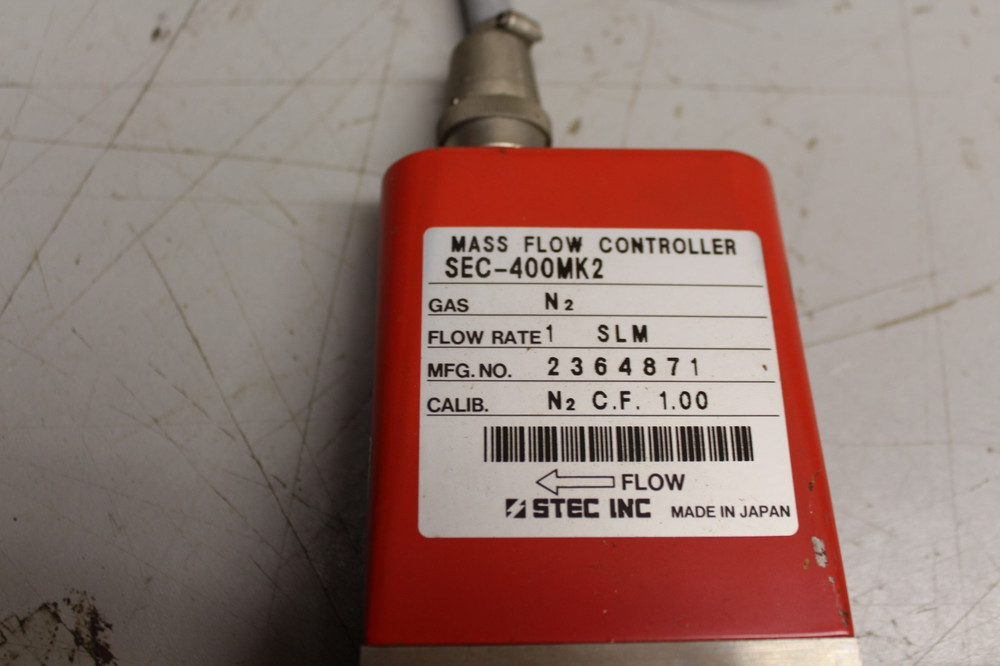 MASS FLOW CONTROLLER
SEC-400MK2
GAS N₂
FLOW RATE 1 SLM
MFG. NO. 2364871
CALIB. N₂ C.F. 1.00
FLOW
STEC INC MADE IN JAPAN